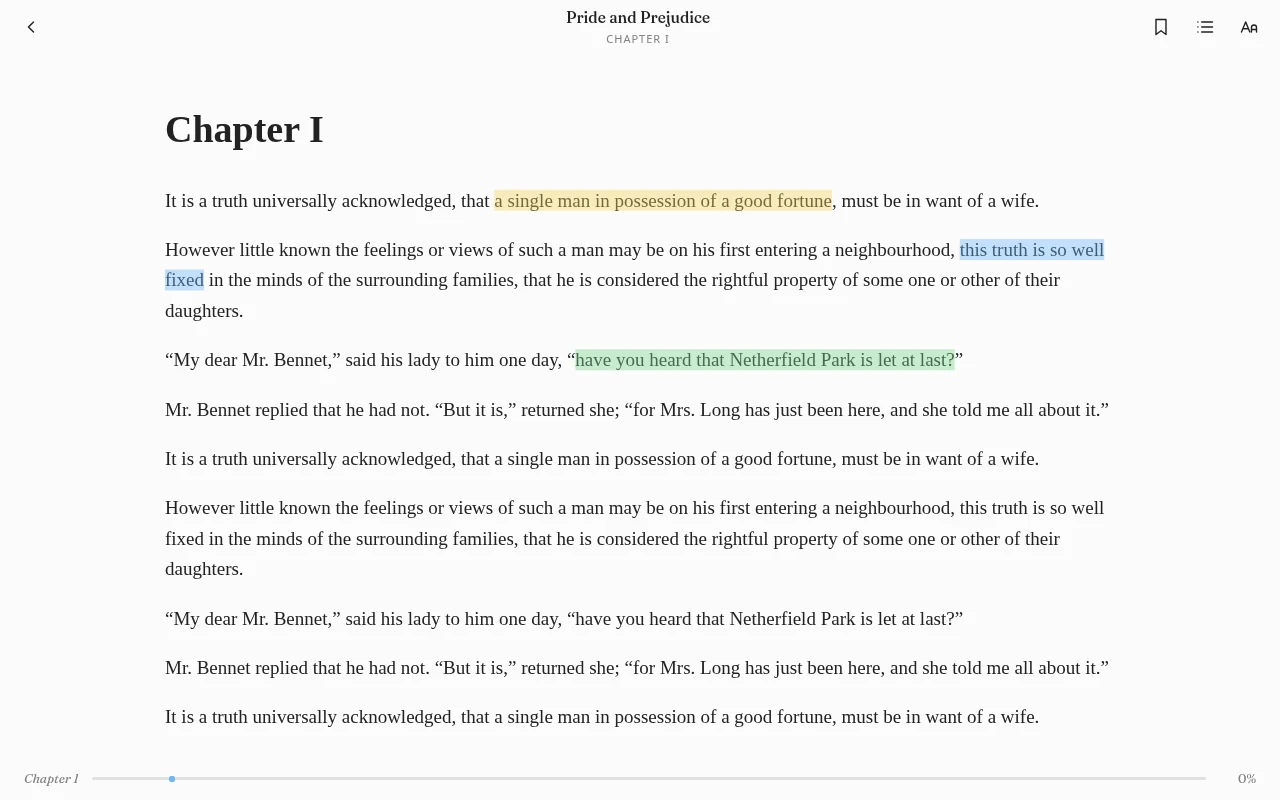 Pride and Prejudice
CHAPTER I
AA
Chapter I
It is a truth universally acknowledged, that a single man in possession of a good fortune, must be in want of a wife.
However little known the feelings or views of such a man may be on his first entering a neighbourhood, this truth is so well
fixed in the minds of the surrounding families, that he is considered the rightful property of some one or other of their
daughters.
“My dear Mr. Bennet,” said his lady to him one day, “have you heard that Netherfield Park is let at last?”
Mr. Bennet replied that he had not. “But it is,” returned she; “for Mrs. Long has just been here, and she told me all about it.”
It is a truth universally acknowledged, that a single man in possession of a good fortune, must be in want of a wife.
However little known the feelings or views of such a man may be on his first entering a neighbourhood, this truth is so well
fixed in the minds of the surrounding families, that he is considered the rightful property of some one or other of their
daughters.
“My dear Mr. Bennet,” said his lady to him one day, “have you heard that Netherfield Park is let at last?”
Mr. Bennet replied that he had not. “But it is,” returned she; “for Mrs. Long has just been here, and she told me all about it.”
It is a truth universally acknowledged, that a single man in possession of a good fortune, must be in want of a wife.
Chapter I
0%